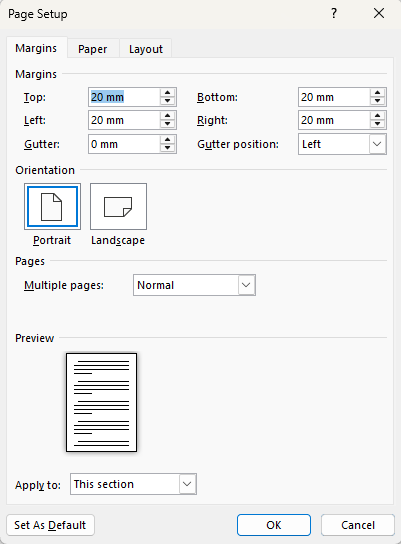 Page Setup ?
Margins Paper Layout
Margins
Top: 20 mm Bottom: 20 mm
Left: 20 mm Right: 20 mm
Gutter: 0 mm Gutter position: Left
Orientation
Portrait Landscape
Pages
Multiple pages: Normal
Preview
Apply to: This section
Set As Default OK Cancel